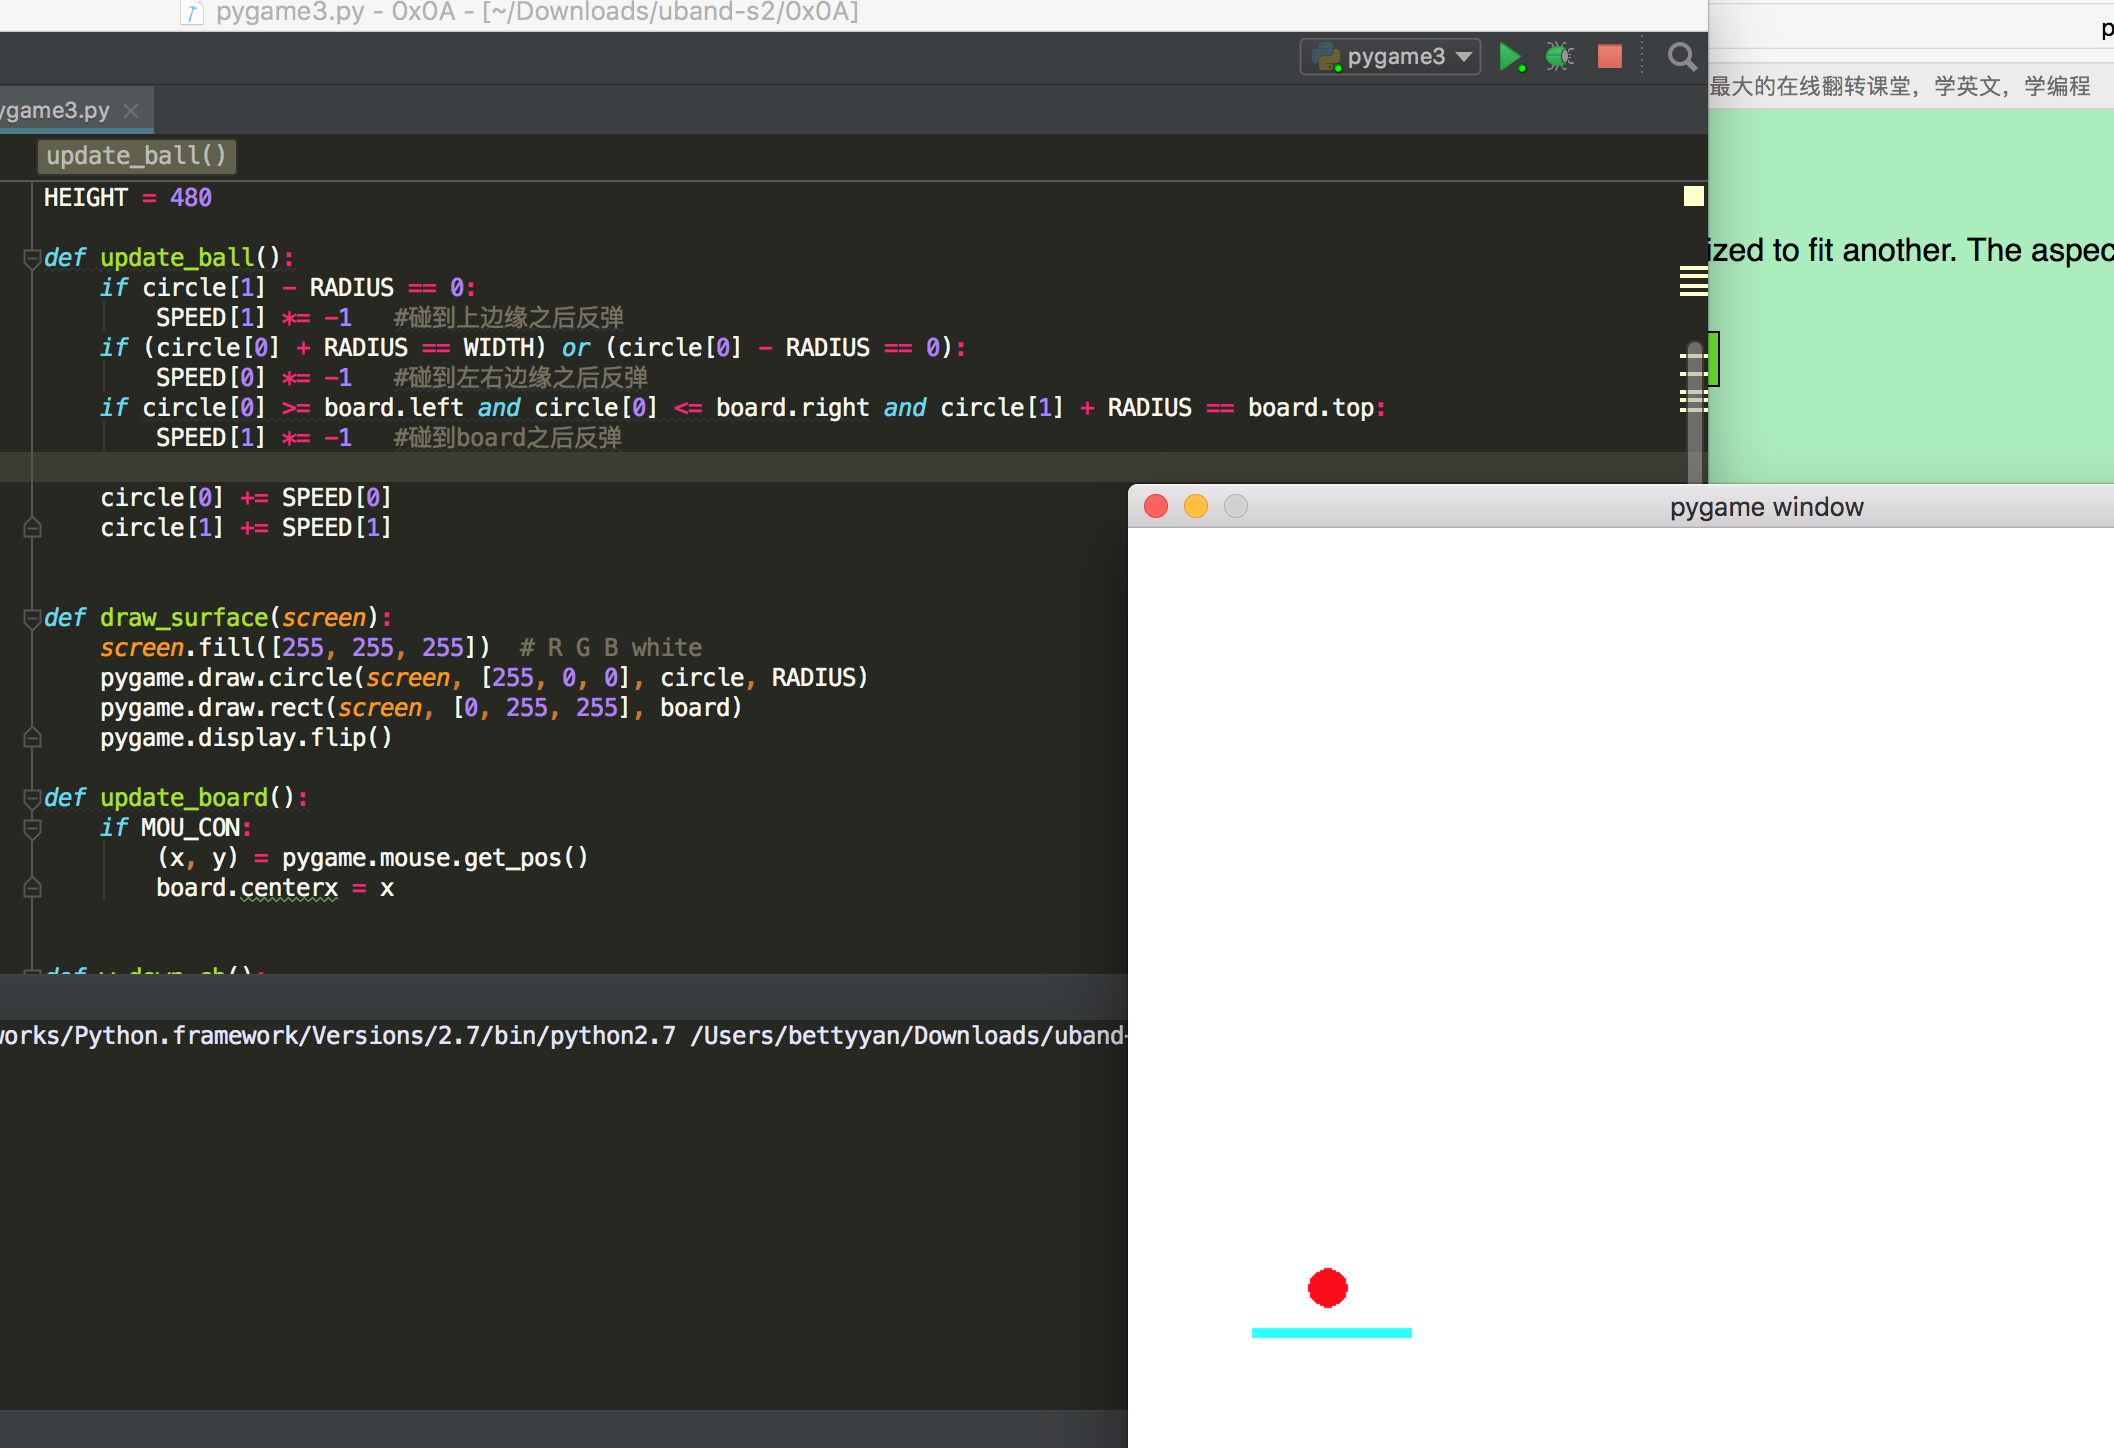 pygame3.py - 0x0A - [~/Downloads/uband-s2/0x0A]
pygame3
ygame3.py
update_ball()
HEIGHT = 480
def update_ball():
if circle[1] - RADIUS == 0:
SPEED[1] *= -1   #碰到上边缘之后反弹
if (circle[0] + RADIUS == WIDTH) or (circle[0] - RADIUS == 0):
SPEED[0] *= -1   #碰到左右边缘之后反弹
if circle[0] >= board.left and circle[0] <= board.right and circle[1] + RADIUS == board.top:
SPEED[1] *= -1   #碰到board之后反弹
circle[0] += SPEED[0]
circle[1] += SPEED[1]
def draw_surface(screen):
screen.fill([255, 255, 255])  # R G B white
pygame.draw.circle(screen, [255, 0, 0], circle, RADIUS)
pygame.draw.rect(screen, [0, 255, 255], board)
pygame.display.flip()
def update_board():
if MOU_CON:
(x, y) = pygame.mouse.get_pos()
board.centerx = x
works/Python.framework/Versions/2.7/bin/python2.7 /Users/bettyyan/Downloads/uband-
p
最大的在线翻转课堂，学英文，学编程
ized to fit another. The aspec
pygame window